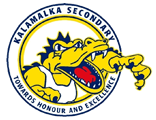 KALAMALKA SECONDARY
TOWARDS HONOUR AND EXCELLENCE